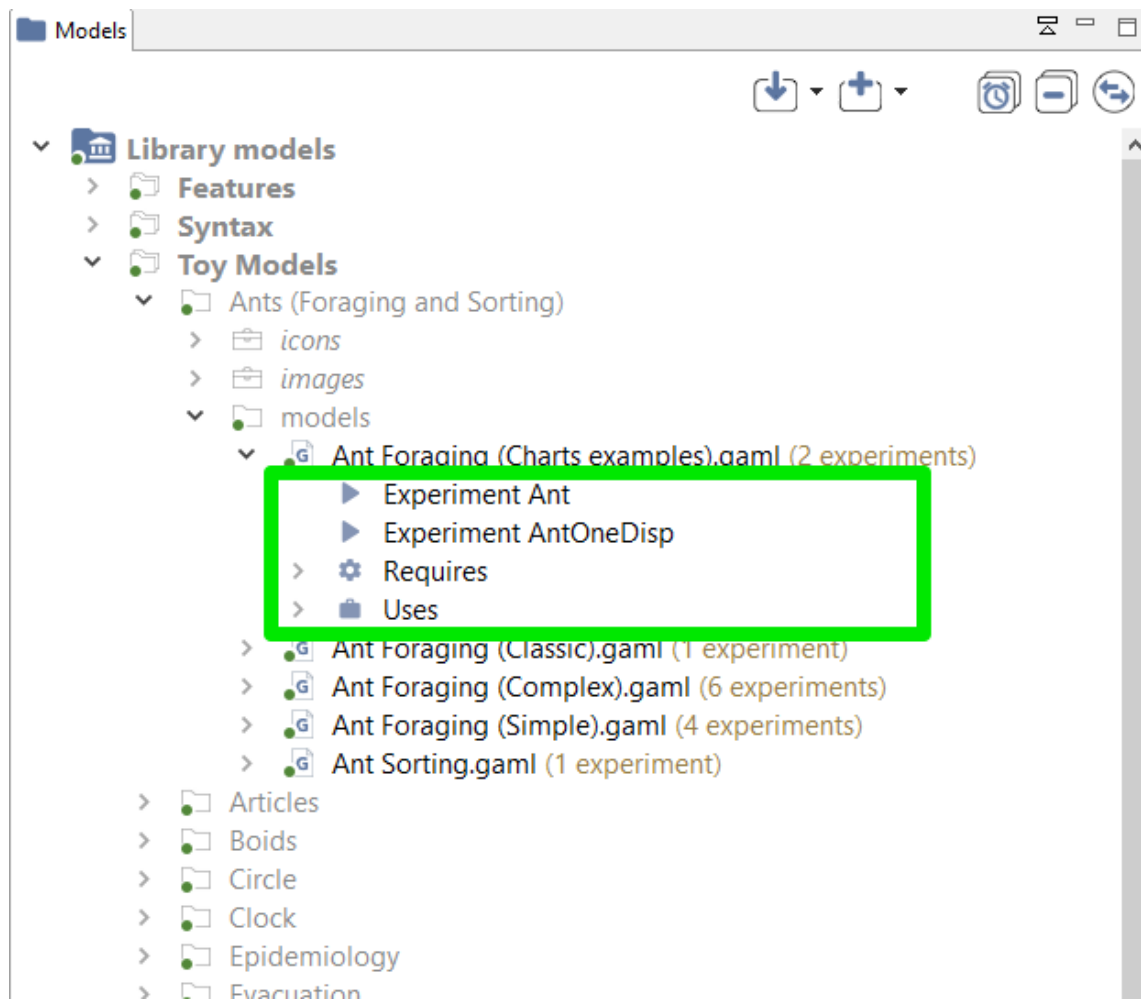 Models
Library models
Features
Syntax
Toy Models
Ants (Foraging and Sorting)
icons
images
models
Ant Foraging (Charts examples).gaml (2 experiments)
Experiment Ant
Experiment AntOneDisp
Requires
Uses
Ant Foraging (Classic).gaml (1 experiment)
Ant Foraging (Complex).gaml (6 experiments)
Ant Foraging (Simple).gaml (4 experiments)
Ant Sorting.gaml (1 experiment)
Articles
Boids
Circle
Clock
Epidemiology
Evacuation